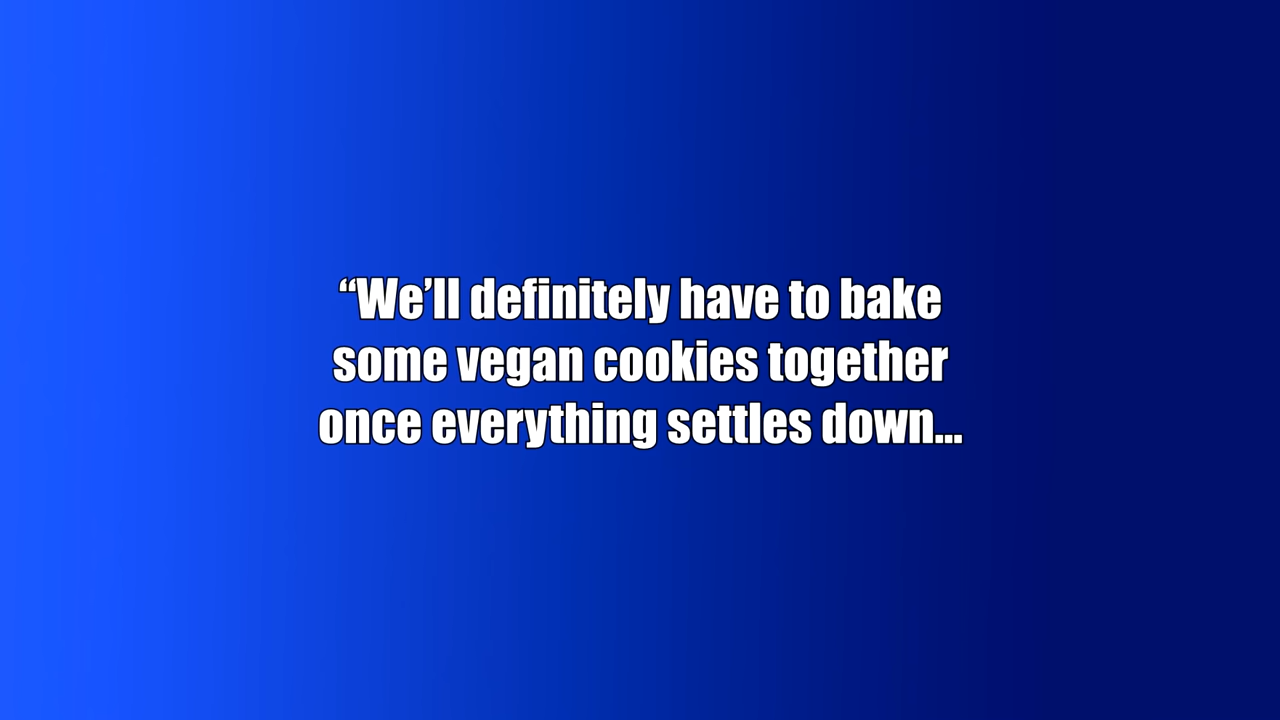 “We’ll definitely have to bake
some vegan cookies together
once everything settles down...